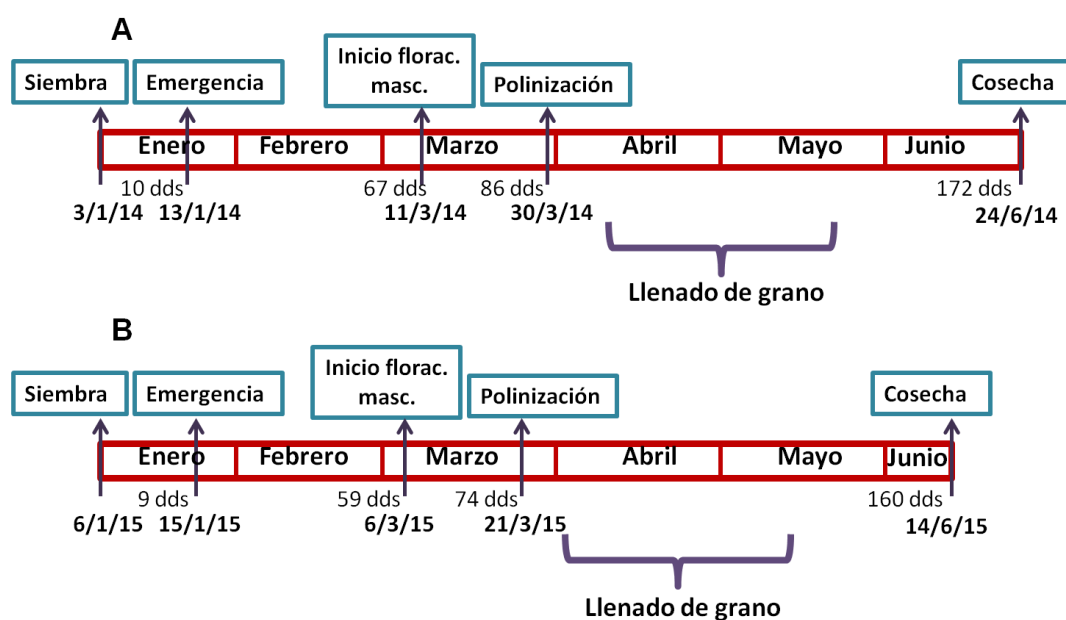 A
Siembra
Emergencia
Inicio florac.
masc.
Polinización
Cosecha
Enero
Febrero
Marzo
Abril
Mayo
Junio
10 dds
67 dds
86 dds
172 dds
3/1/14
13/1/14
11/3/14
30/3/14
24/6/14
Llenado de grano
B
Siembra
Emergencia
Inicio florac.
masc.
Polinización
Cosecha
Enero
Febrero
Marzo
Abril
Mayo
Junio
9 dds
59 dds
74 dds
160 dds
6/1/15
15/1/15
6/3/15
21/3/15
14/6/15
Llenado de grano